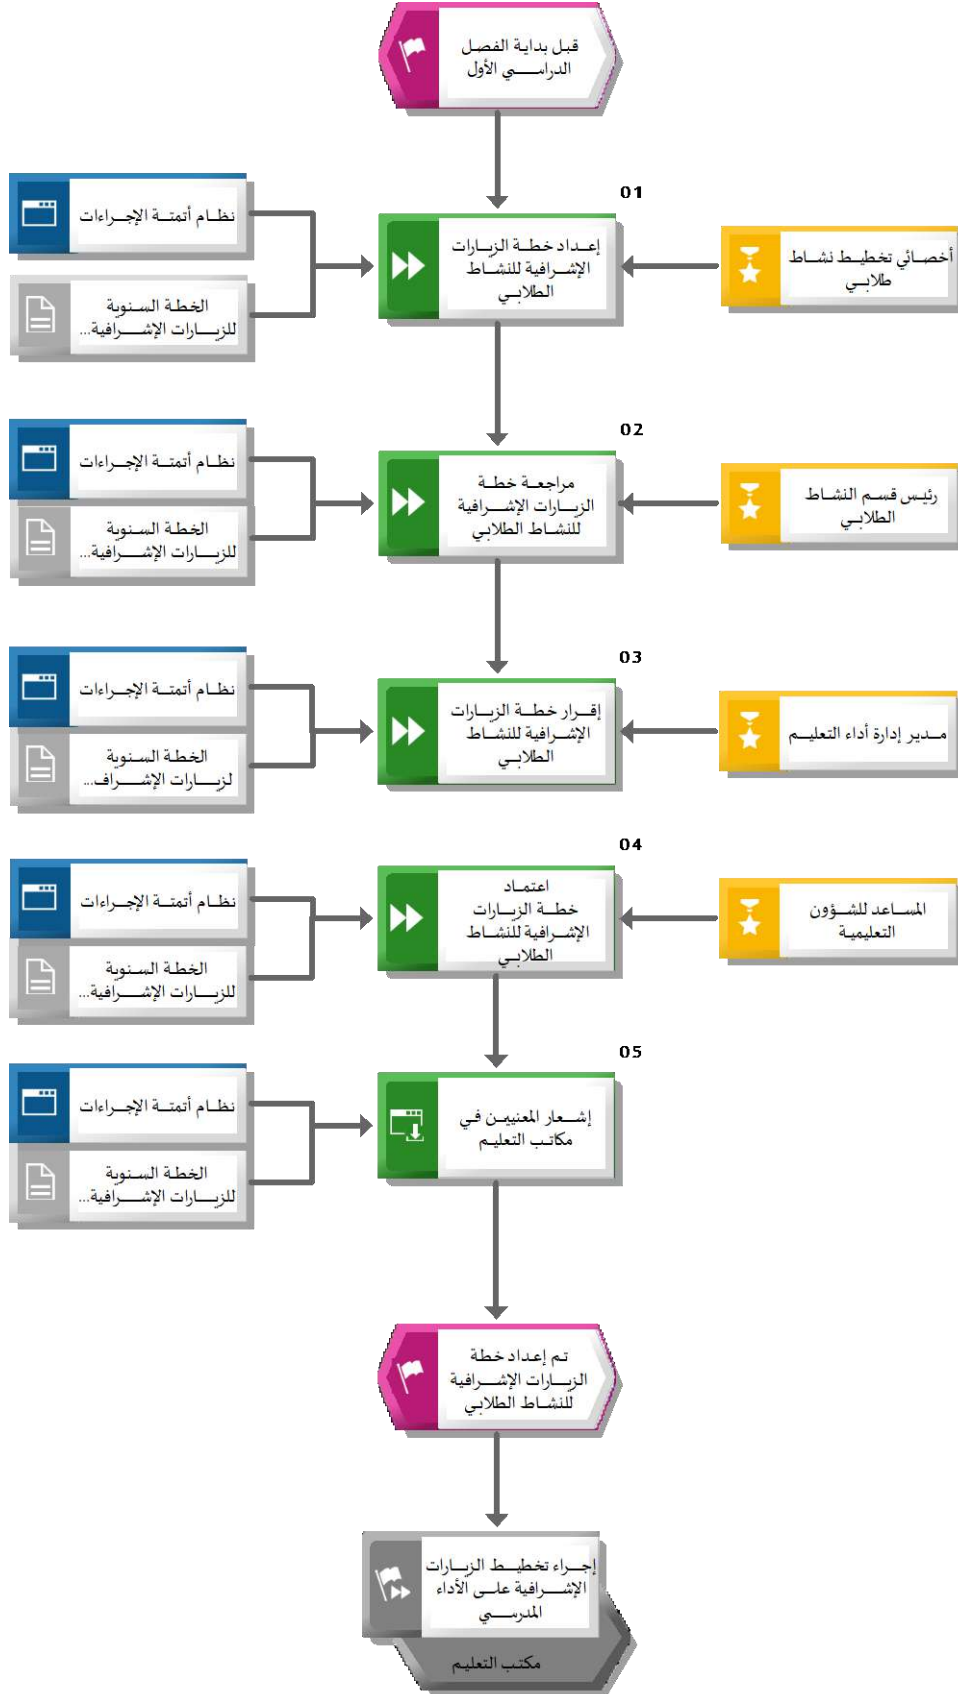 قبل بداية الفصل
الدراسي الأول
01
إعداد خطة الزيارات
الإشرافية للنشاط
الطلابي
أخصائي تخطيط نشاط
طلابي
نظام أتمتة الإجراءات
الخطة السنوية
للزيارات الإشرافية...
02
مراجعة خطة
الزيارات الإشرافية
للنشاط الطلابي
رئيس قسم النشاط
الطلابي
نظام أتمتة الإجراءات
الخطة السنوية
للزيارات الإشرافية...
03
إقرار خطة الزيارات
الإشرافية للنشاط
الطلابي
مدير إدارة أداء التعليم
نظام أتمتة الإجراءات
الخطة السنوية
لزيارات الإشراف...
04
اعتماد
خطة الزيارات
الإشرافية للنشاط
الطلابي
المساعد للشؤون
التعليمية
نظام أتمتة الإجراءات
الخطة السنوية
للزيارات الإشرافية...
05
إشعار المعنيين في
مكاتب التعليم
نظام أتمتة الإجراءات
الخطة السنوية
للزيارات الإشرافية...
تم إعداد خطة
الزيارات الإشرافية
للنشاط الطلابي
إجراء تخطيط الزيارات
الإشرافية على الأداء
المدرسي
مكتب التعليم